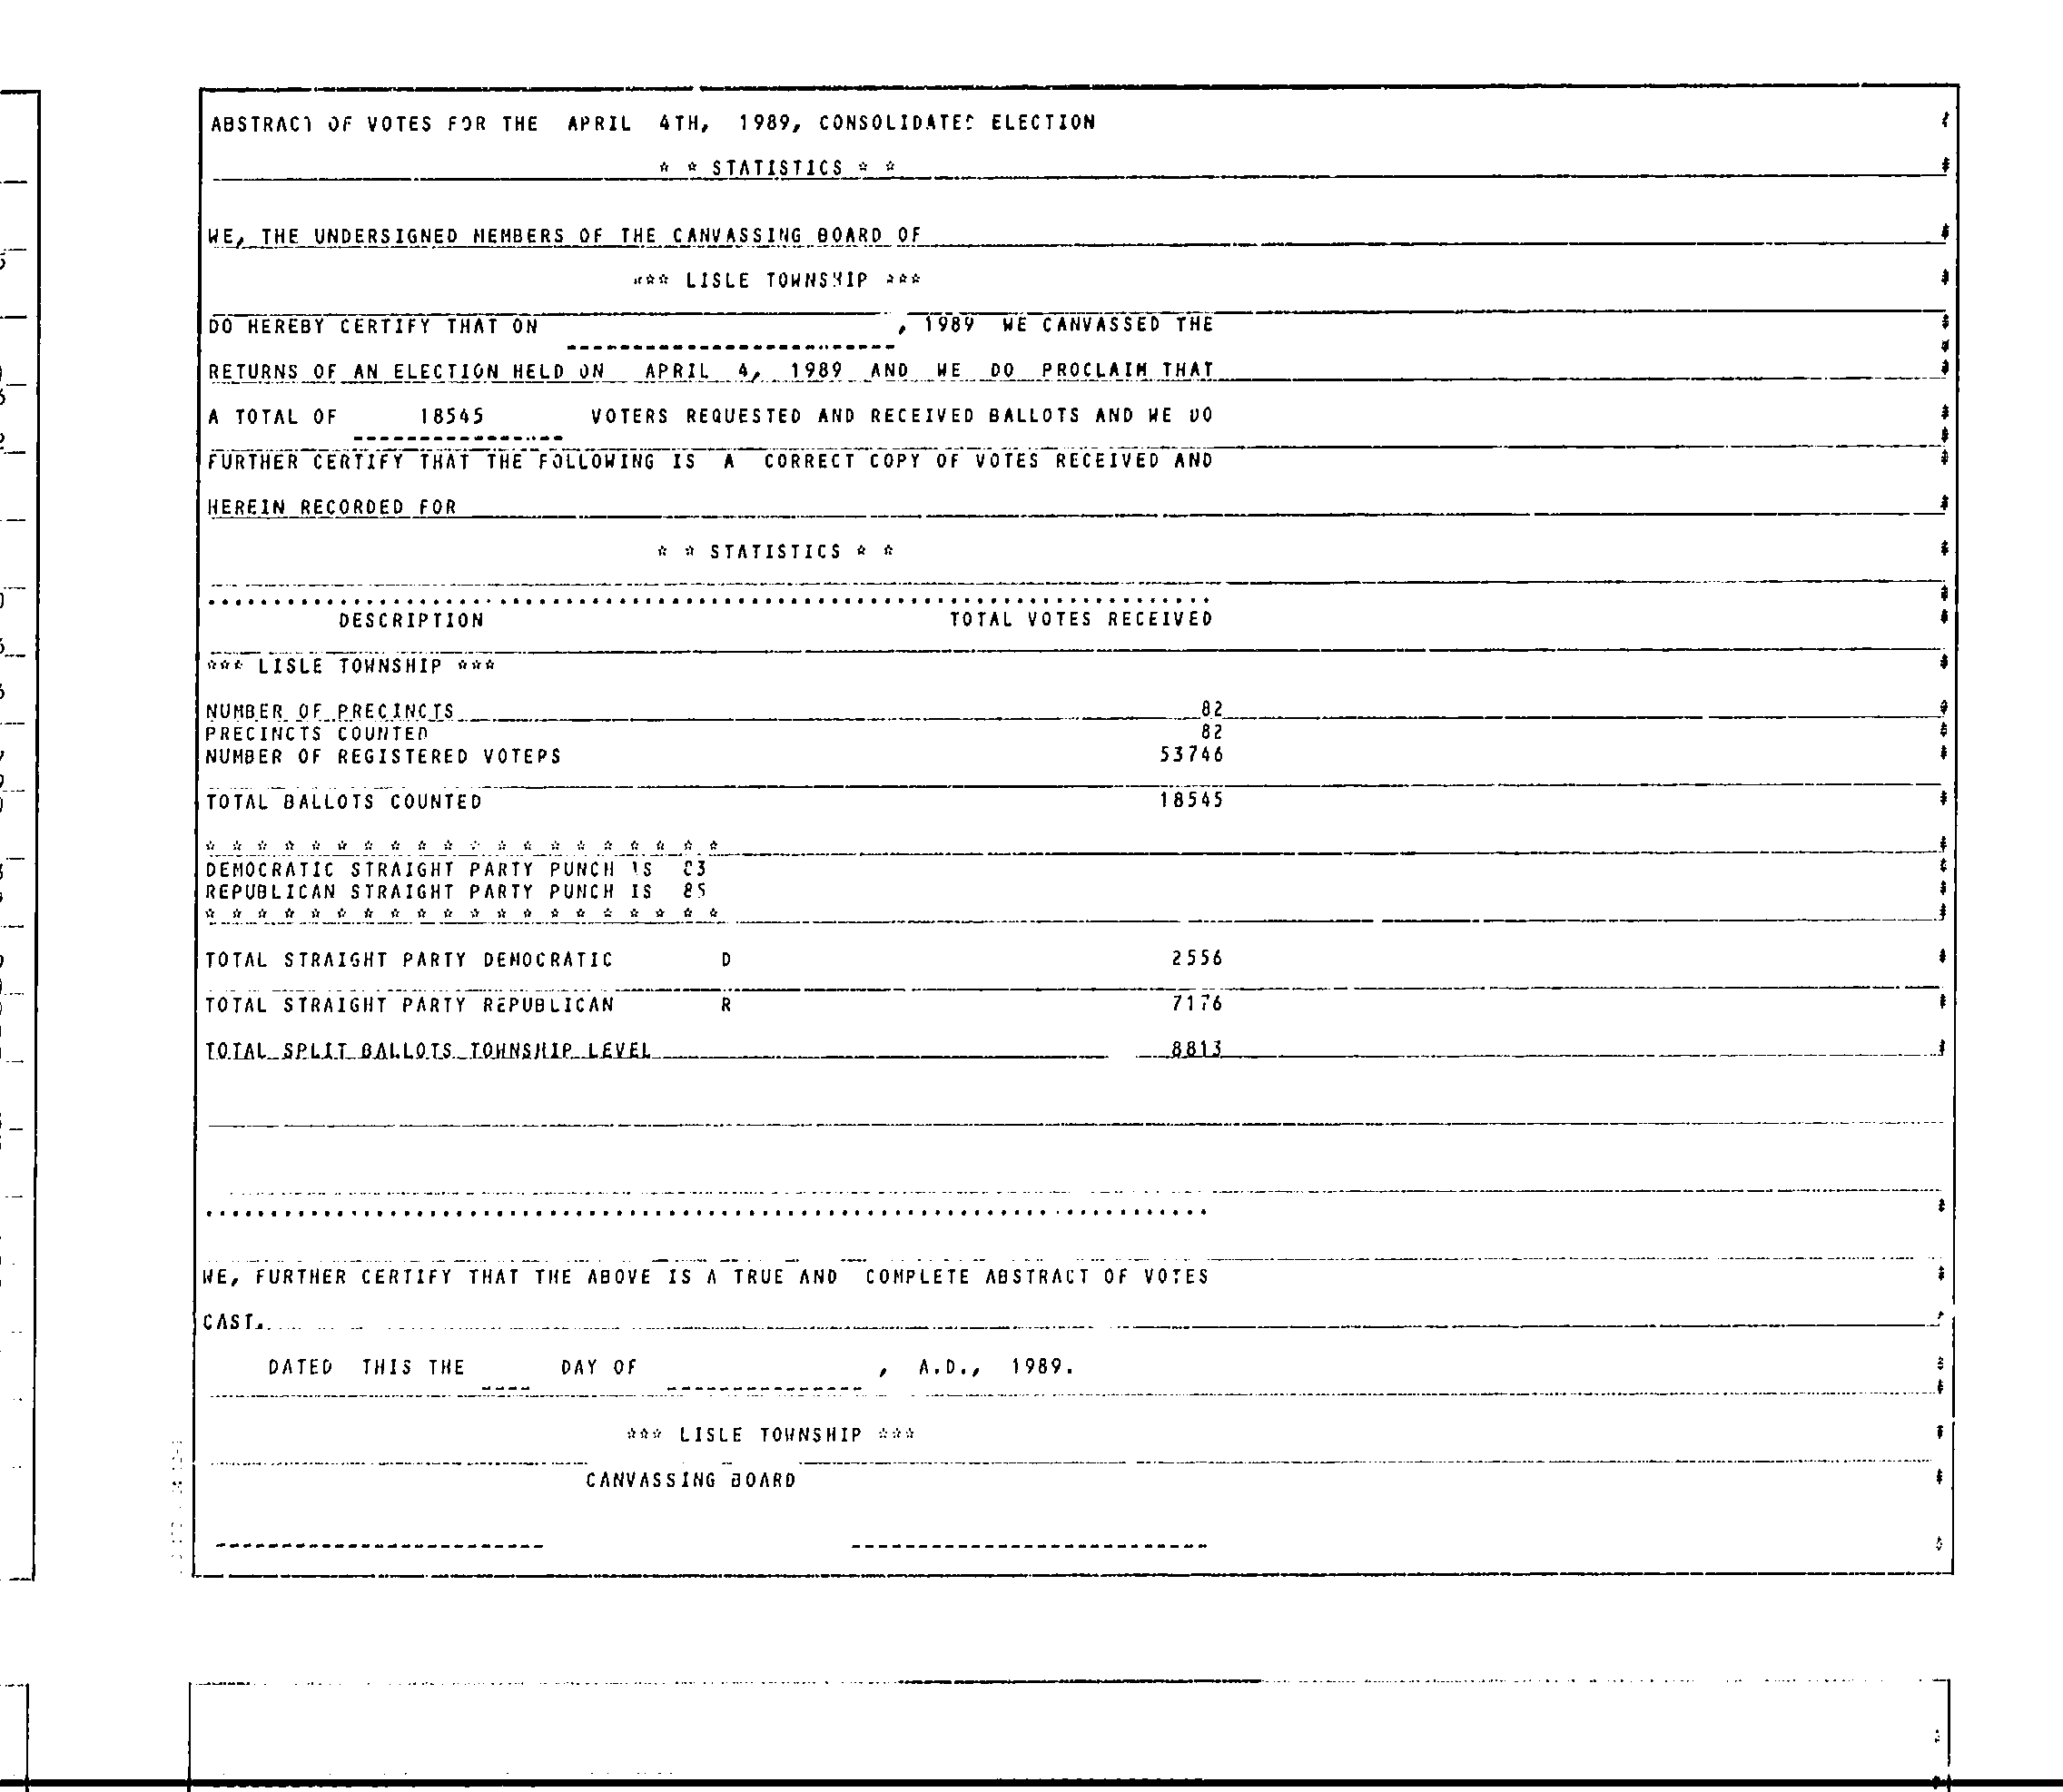 ABSTRACT OF VOTES FOR THE APRIL 4TH, 1989, CONSOLIDATED ELECTION
* * STATISTICS * *
WE, THE UNDERSIGNED MEMBERS OF THE CANVASSING BOARD OF
*** LISLE TOWNSHIP ***
DO HEREBY CERTIFY THAT ON , 1989 WE CANVASSED THE
RETURNS OF AN ELECTION HELD ON APRIL 4, 1989 AND WE DO PROCLAIM THAT
A TOTAL OF 18545 VOTERS REQUESTED AND RECEIVED BALLOTS AND WE DO
FURTHER CERTIFY THAT THE FOLLOWING IS A CORRECT COPY OF VOTES RECEIVED AND
HEREIN RECORDED FOR
* * STATISTICS * *
DESCRIPTION TOTAL VOTES RECEIVED
*** LISLE TOWNSHIP ***
NUMBER OF PRECINCTS 82
PRECINCTS COUNTED 82
NUMBER OF REGISTERED VOTERS 53746
TOTAL BALLOTS COUNTED 18545
* * * * * * * * * * * * * * * * * * * *
DEMOCRATIC STRAIGHT PARTY PUNCH IS
REPUBLICAN STRAIGHT PARTY PUNCH IS 85
* * * * * * * * * * * * * * * * * * * *
TOTAL STRAIGHT PARTY DEMOCRATIC D 2556
TOTAL STRAIGHT PARTY REPUBLICAN R 7176
TOTAL SPLIT BALLOTS TOWNSHIP LEVEL 8813
WE, FURTHER CERTIFY THAT THE ABOVE IS A TRUE AND COMPLETE ABSTRACT OF VOTES
CAST.
DATED THIS THE DAY OF , A.D., 1989.
*** LISLE TOWNSHIP ***
CANVASSING BOARD